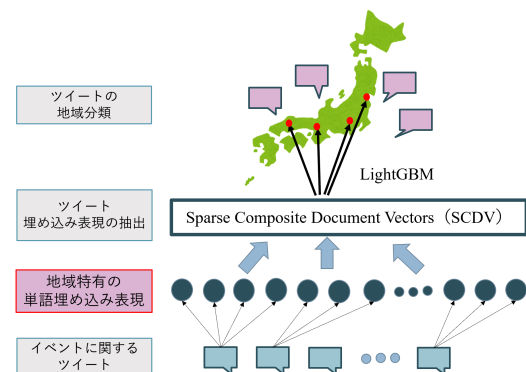 ツイートの
地域分類
LightGBM
ツイート
埋め込み表現の抽出
Sparse Composite Document Vectors（SCDV）
地域特有の
単語埋め込み表現
イベントに関する
ツイート